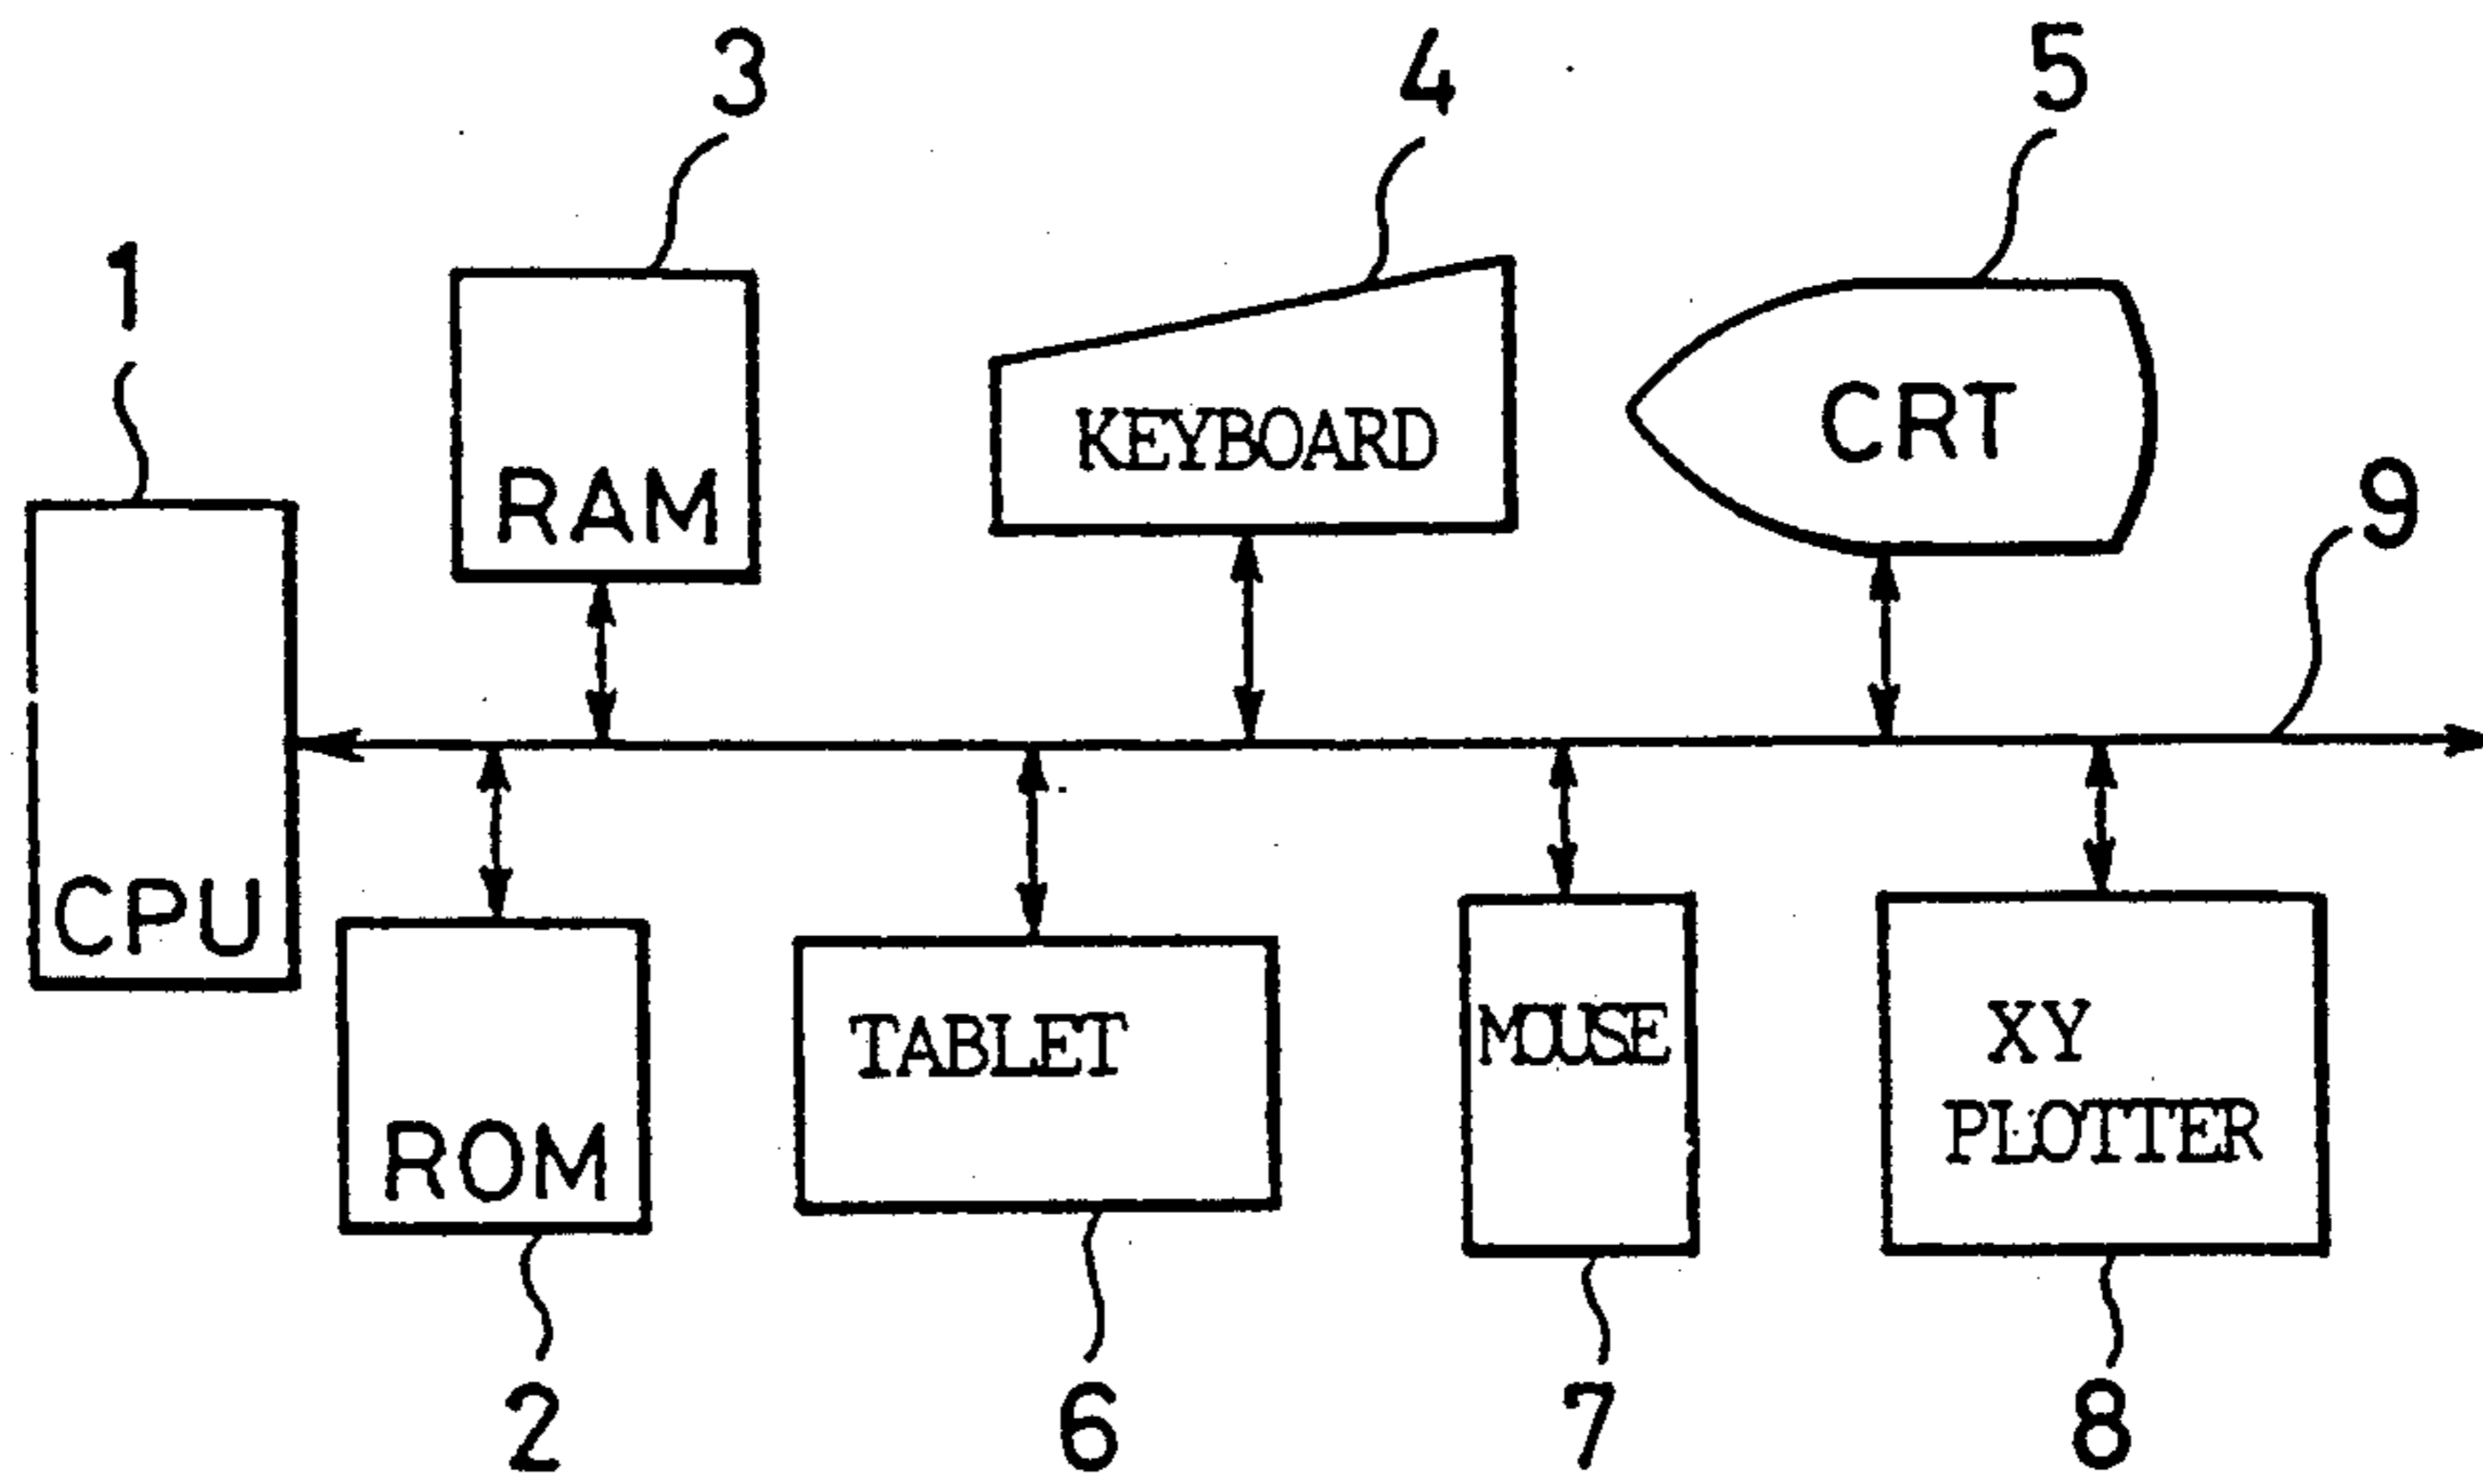 3
4
5
1
RAM
KEYBOARD
CRT
9
CPU
ROM
TABLET
MOUSE
XY
PLOTTER
2
6
7
8